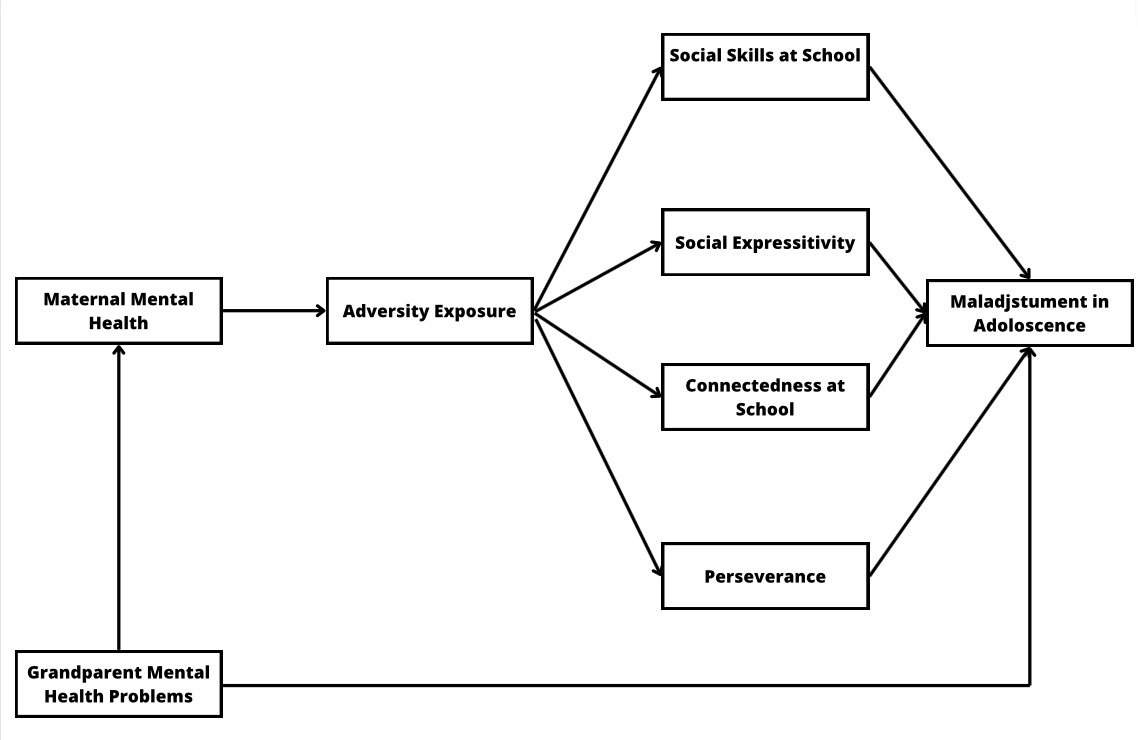 Social Skills at School
Social Expressitivity
Maternal Mental
Health
Adversity Exposure
Maladjstument in
Adoloscence
Connectedness at
School
Perseverance
Grandparent Mental
Health Problems